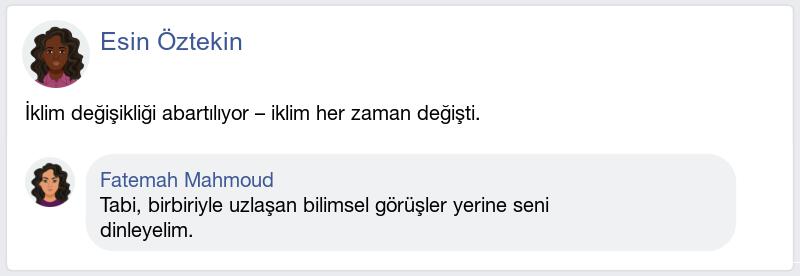 Esin Öztekin
İklim değişikliği abartılıyor – iklim her zaman değişti.
Fatemah Mahmoud
Tabi, birbiriyle uzlaşan bilimsel görüşler yerine seni
dinleyelim.